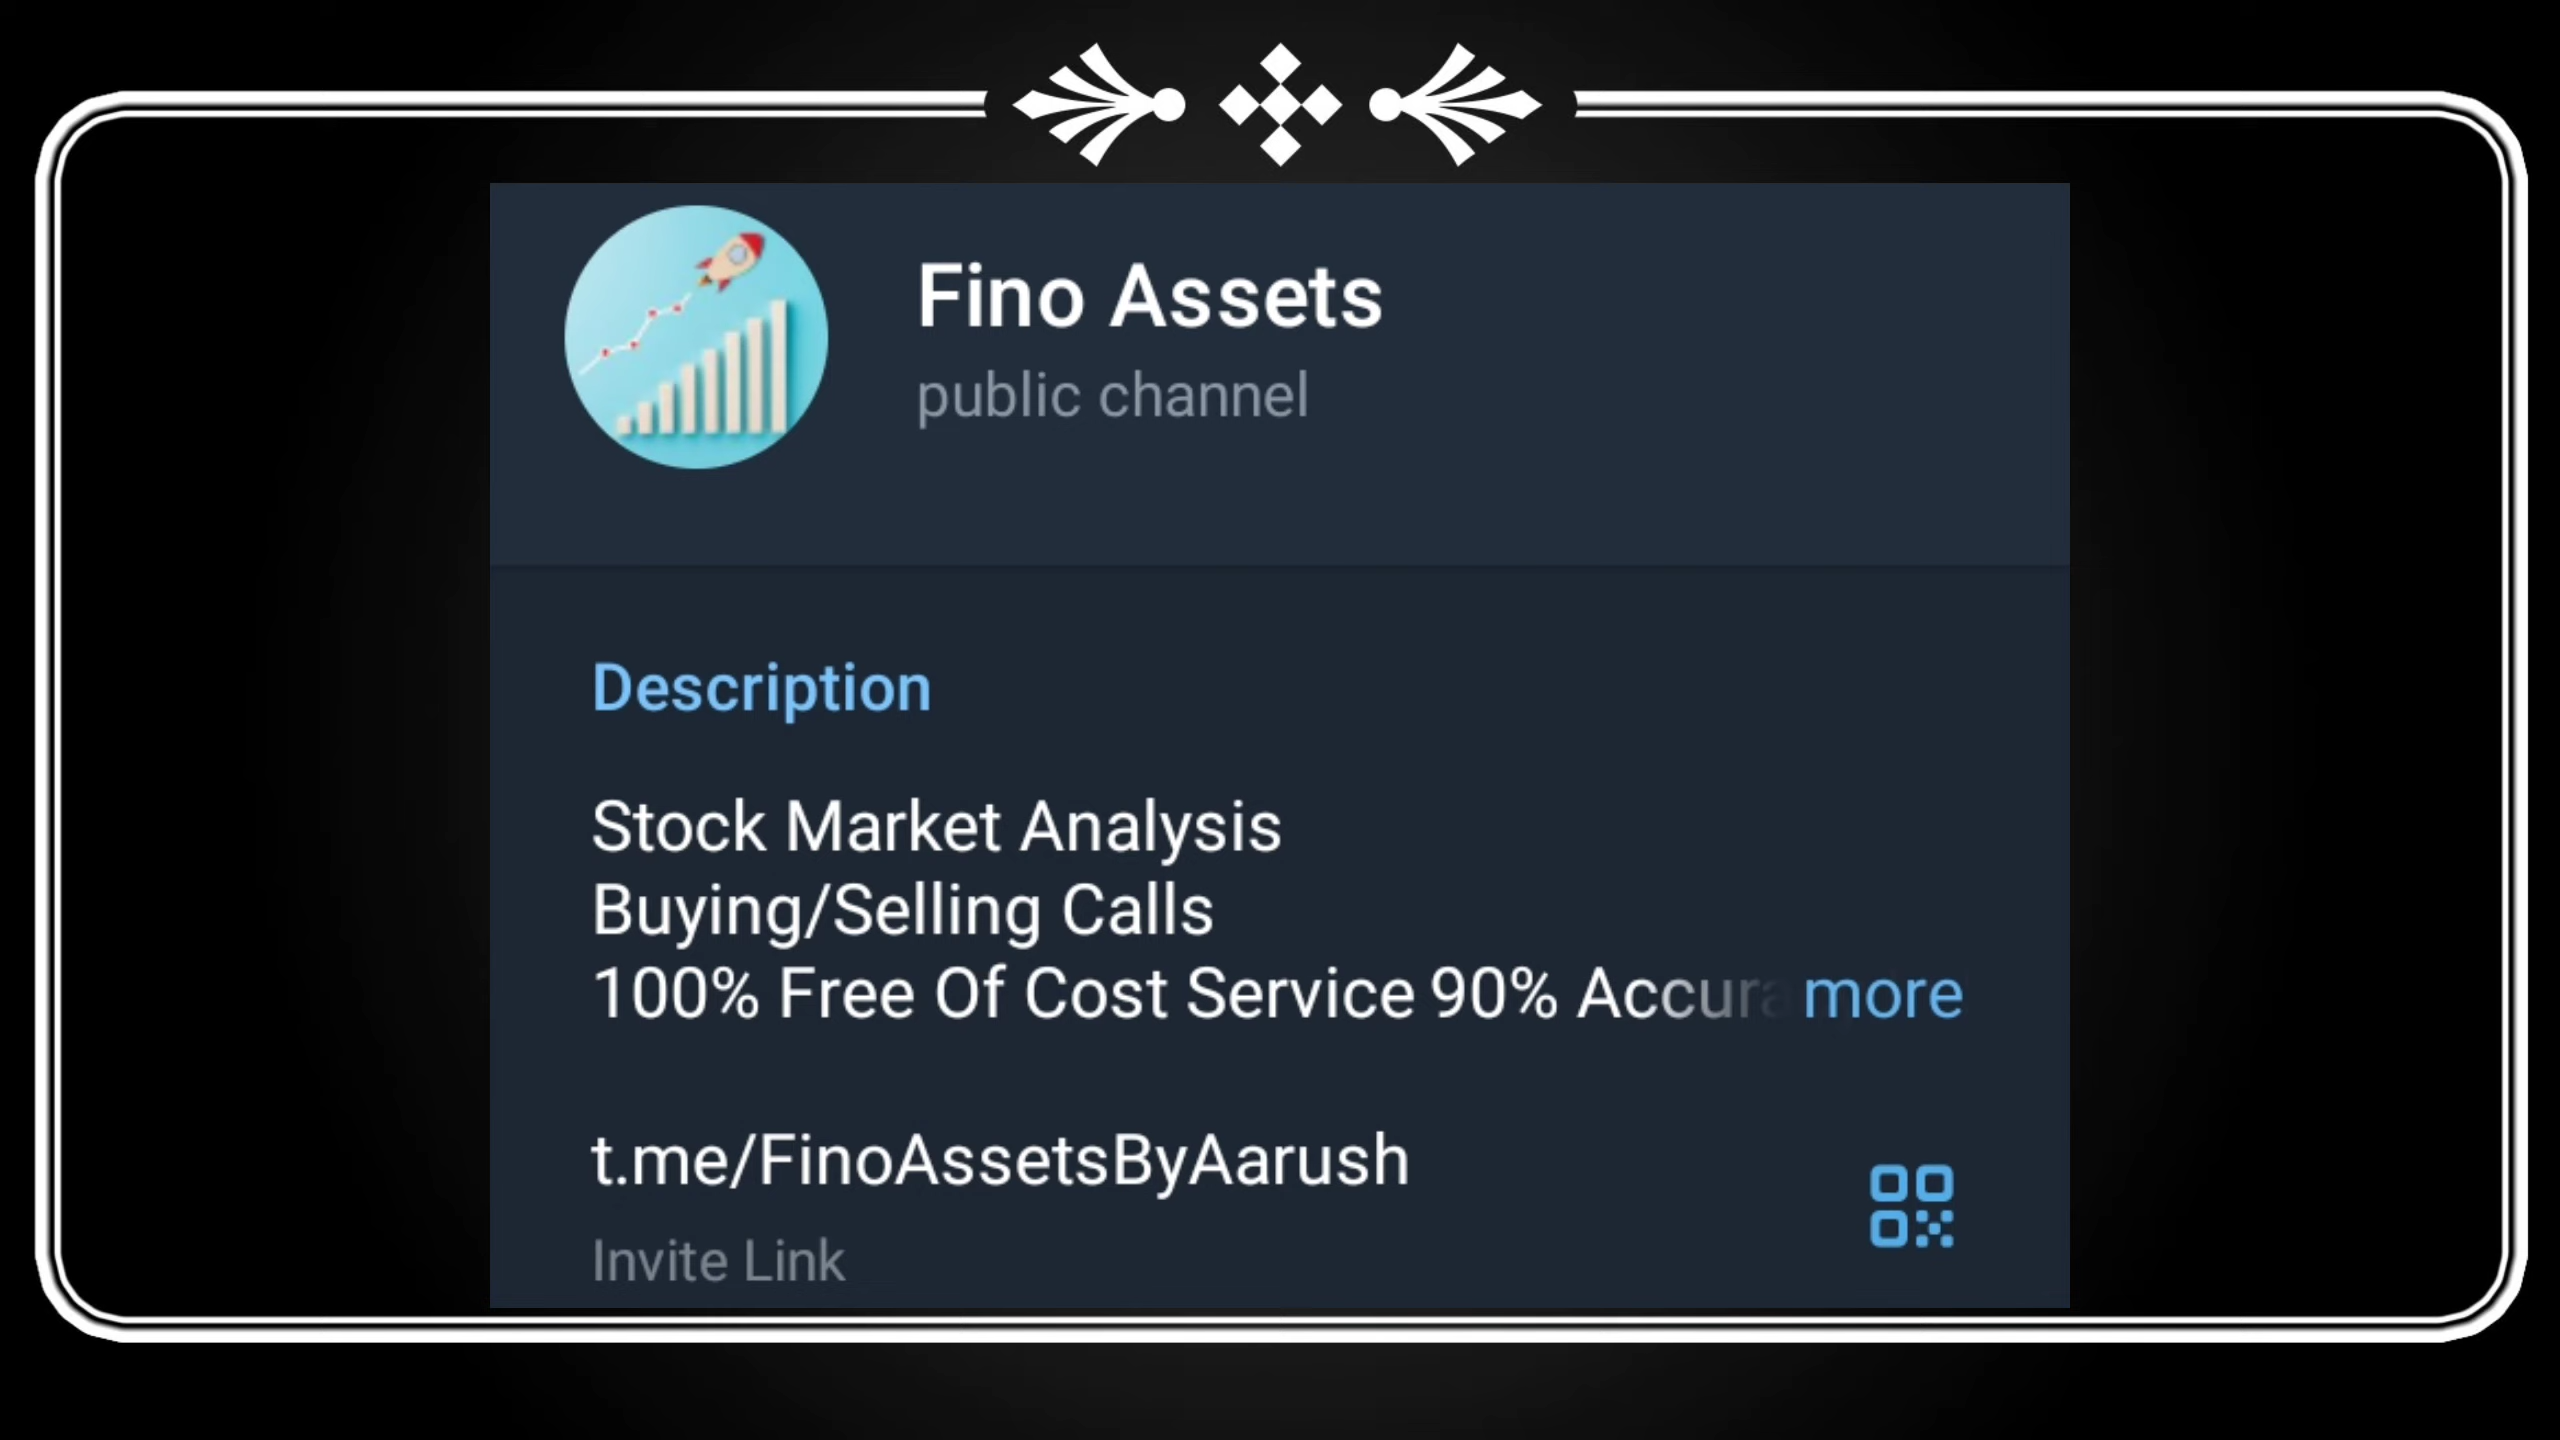 Fino Assets
public channel
Description
Stock Market Analysis
Buying/Selling Calls
100% Free Of Cost Service 90% Accura more
t.me/FinoAssetsByAarush
Invite Link